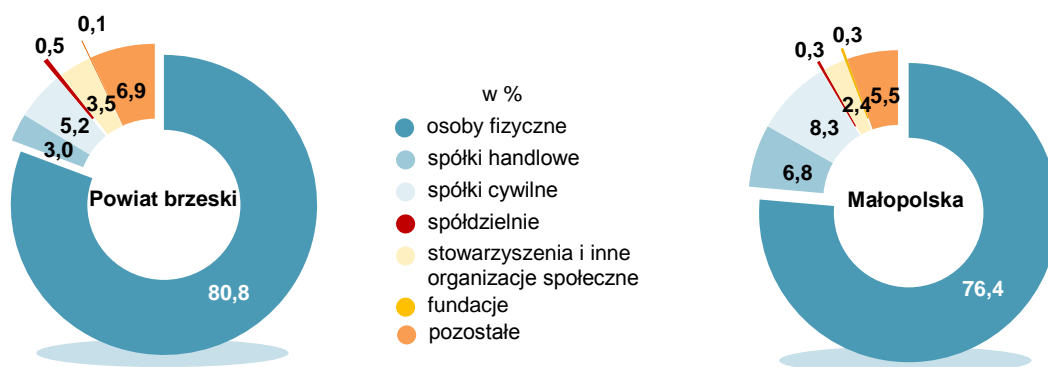 0,1
0,5
3,5
6,9
5,2
3,0
Powiat brzeski
80,8
w %
osoby fizyczne
spółki handlowe
spółki cywilne
spółdzielnie
stowarzyszenia i inne
organizacje społeczne
fundacje
pozostałe
0,3
0,3
2,4
5,5
8,3
6,8
Małopolska
76,4